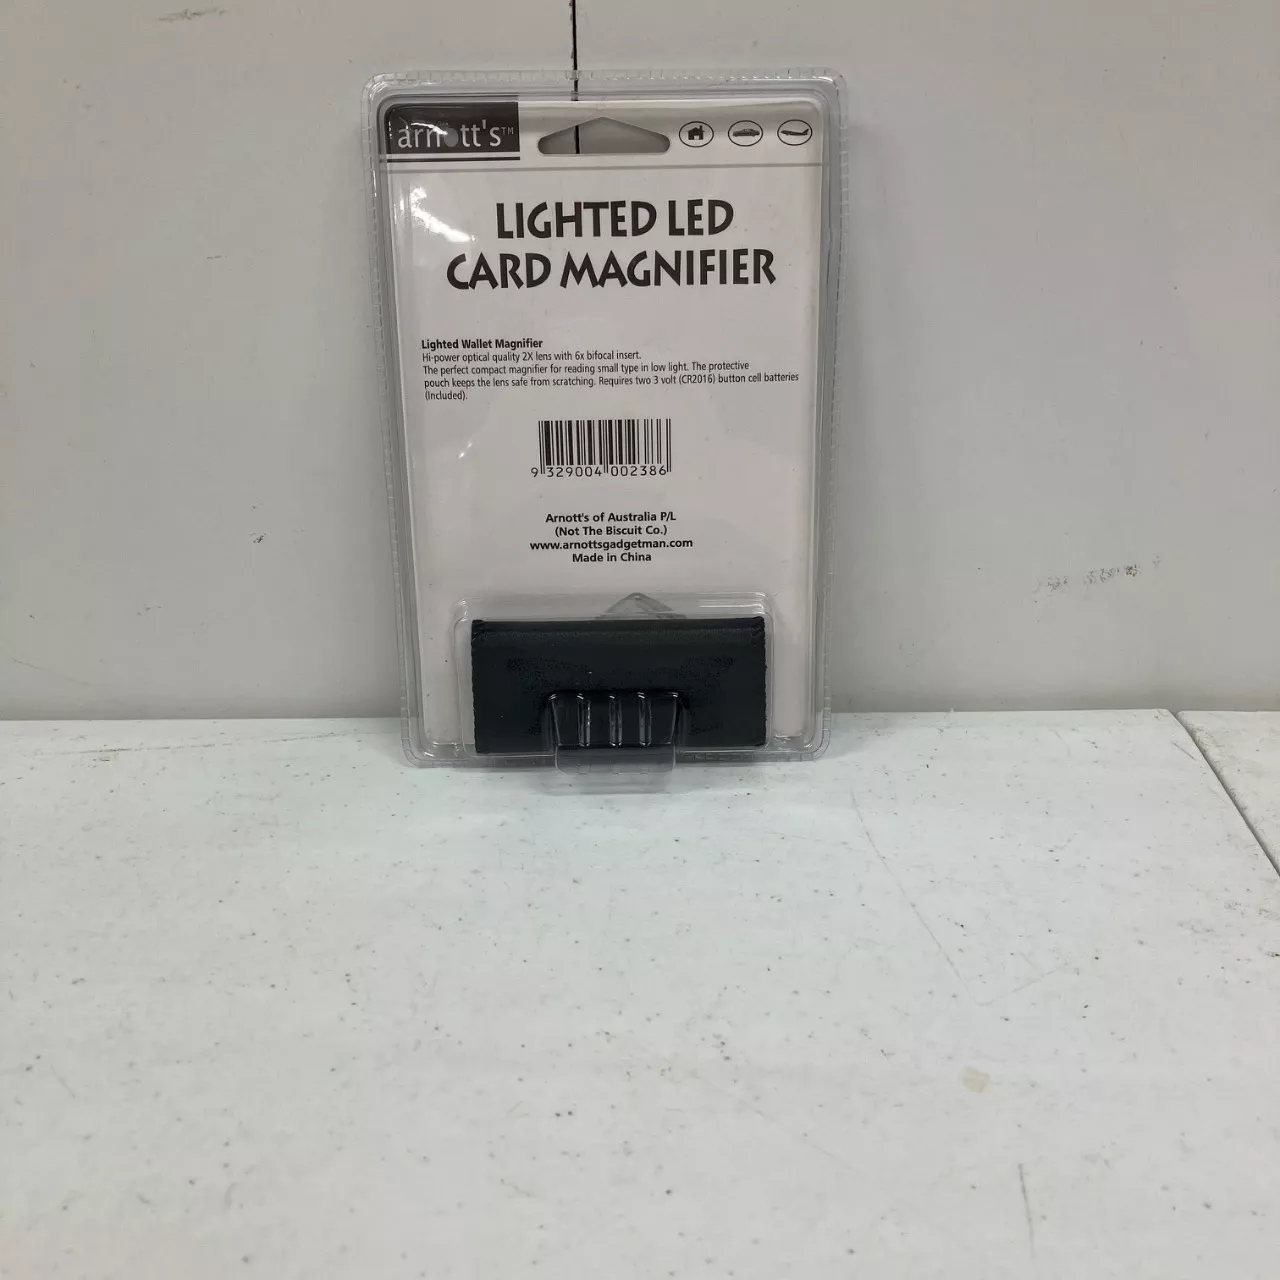 arnott's™
LIGHTED LED
CARD MAGNIFIER
Lighted Wallet Magnifier
Hi-power optical quality 2X lens with 6x bifocal insert.
The perfect compact magnifier for reading small type in low light. The protective
pouch keeps the lens safe from scratching. Requires two 3 volt (CR2016) button cell batteries
(Included).
9 329004 002386
Arnott's of Australia P/L
(Not The Biscuit Co.)
www.arnottsgadgetman.com
Made in China